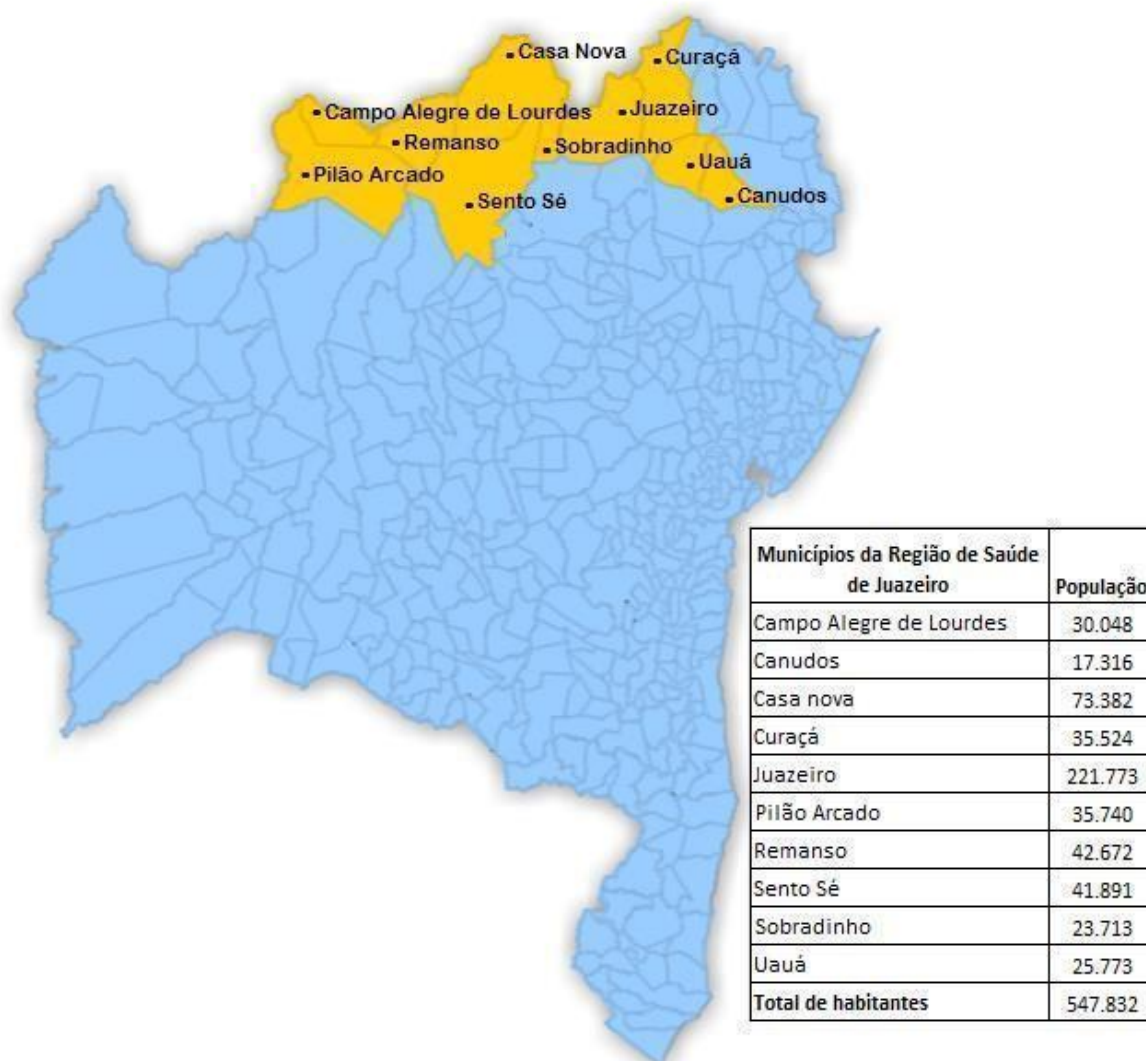 Casa Nova
Curaçá
Campo Alegre de Lourdes
Juazeiro
Remanso
Sobradinho
Uauá
Pilão Arcado
Canudos
Sento Sé
Municípios da Região de Saúde
de Juazeiro
População
Campo Alegre de Lourdes 30.048
Canudos 17.316
Casa nova 73.382
Curaçá 35.524
Juazeiro 221.773
Pilão Arcado 35.740
Remanso 42.672
Sento Sé 41.891
Sobradinho 23.713
Uauá 25.773
Total de habitantes 547.832